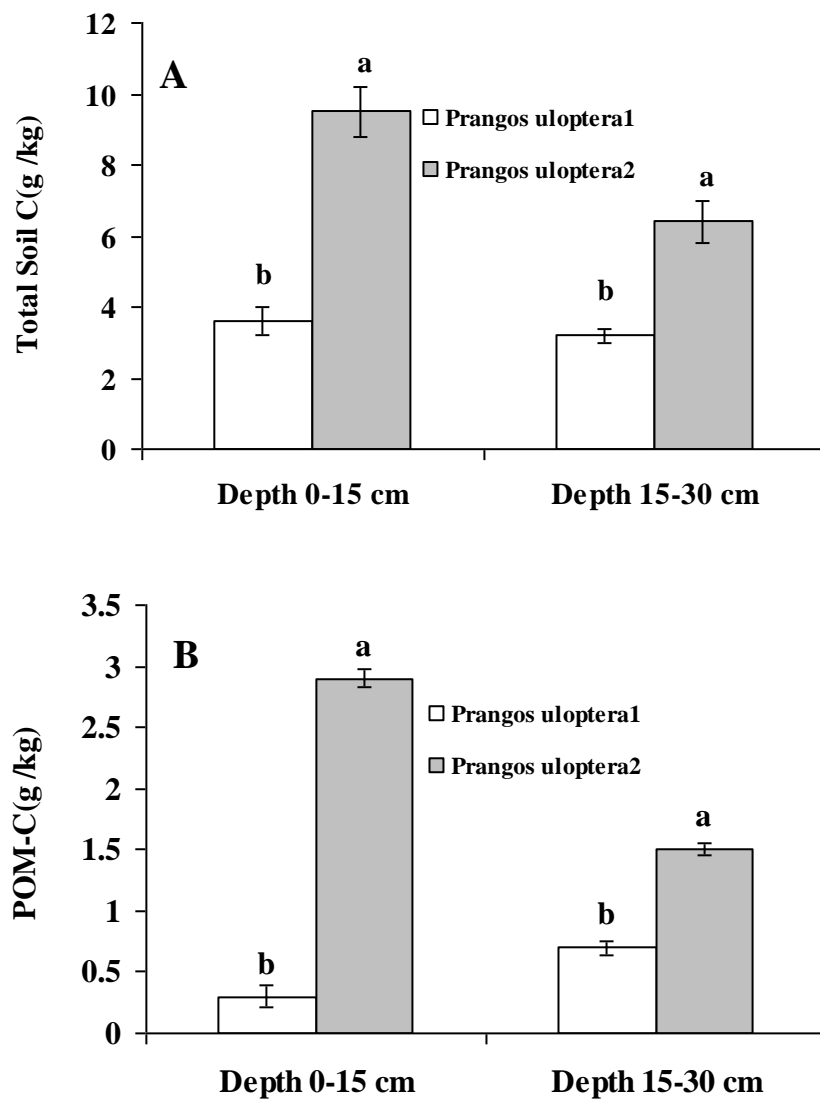 12
10
8
6
4
2
0
Total Soil C(g /kg)
A
a
Prangos uloptera1
Prangos uloptera2
a
b
b
Depth 0-15 cm
Depth 15-30 cm
3.5
3
2.5
2
1.5
1
0.5
0
POM-C(g /kg)
B
a
Prangos uloptera1
Prangos uloptera2
a
b
b
Depth 0-15 cm
Depth 15-30 cm